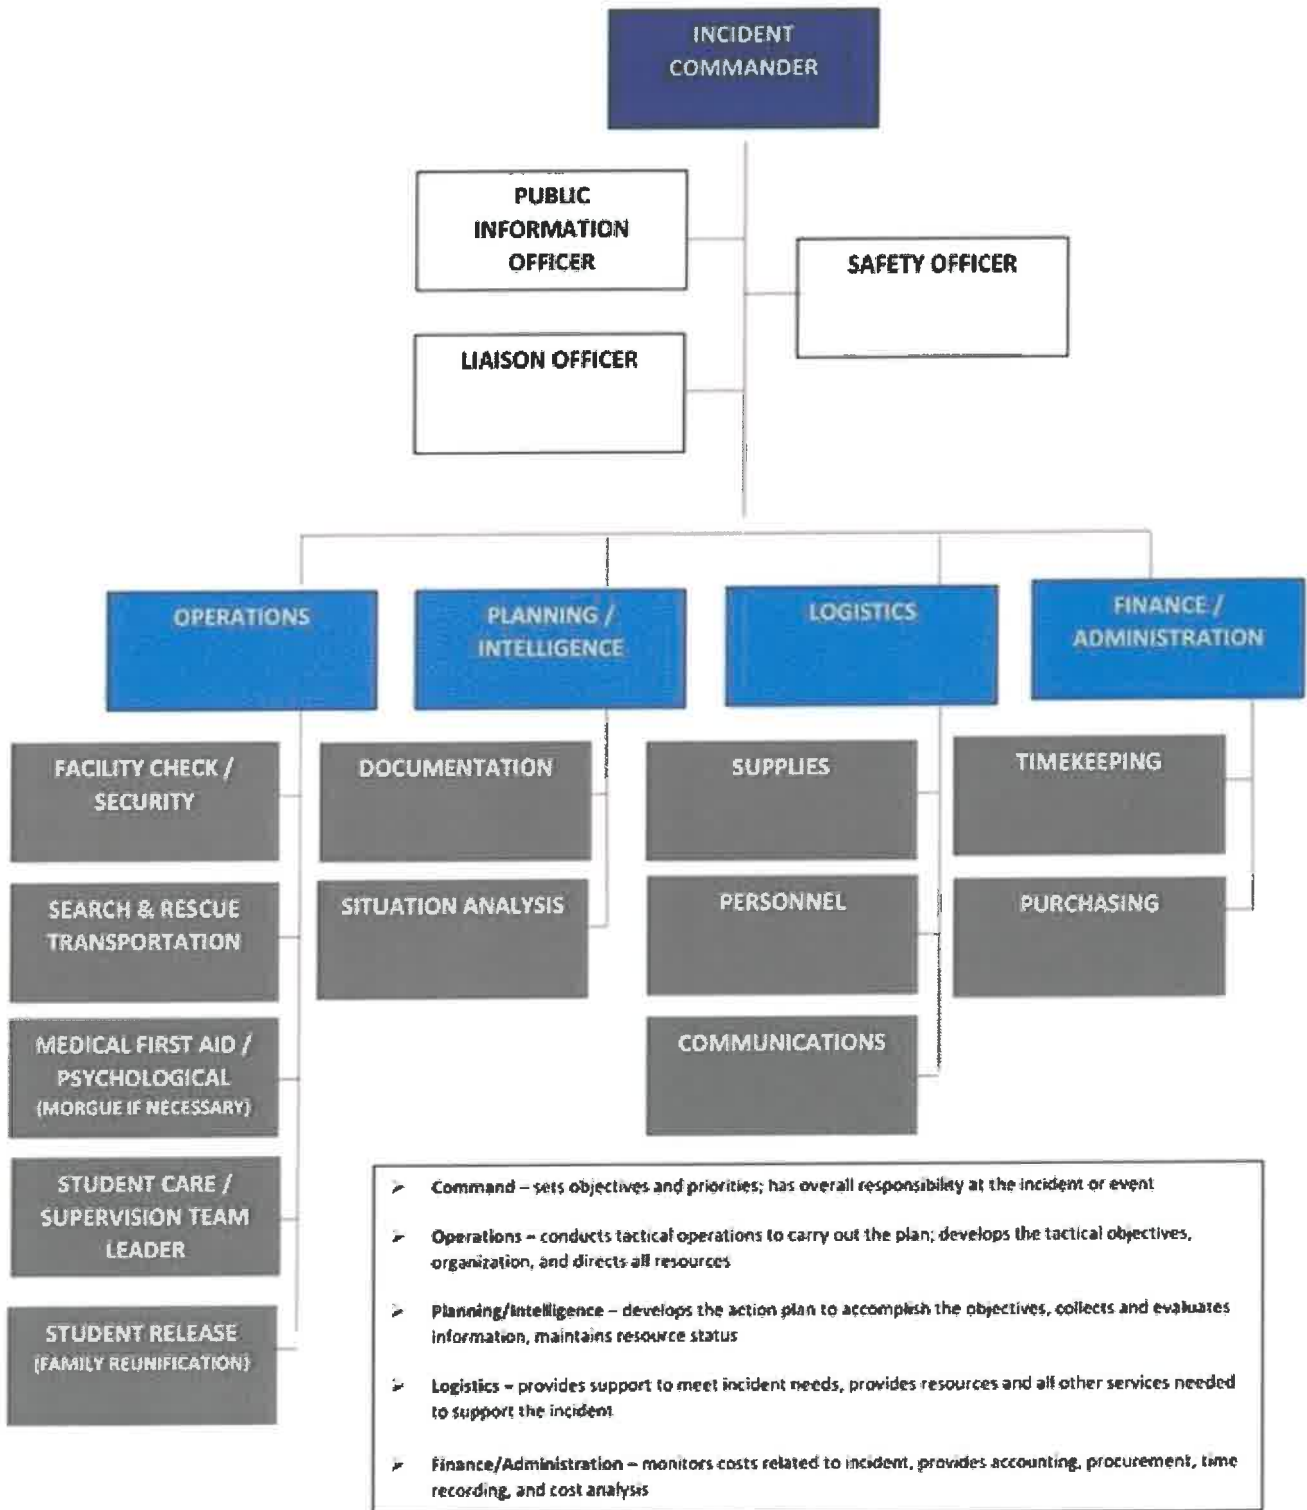 INCIDENT
COMMANDER
PUBLIC
INFORMATION
OFFICER
SAFETY OFFICER
LIAISON OFFICER
OPERATIONS
PLANNING /
INTELLIGENCE
LOGISTICS
FINANCE /
ADMINISTRATION
FACILITY CHECK /
SECURITY
DOCUMENTATION
SUPPLIES
TIMEKEEPING
SEARCH & RESCUE
TRANSPORTATION
SITUATION ANALYSIS
PERSONNEL
PURCHASING
MEDICAL FIRST AID /
PSYCHOLOGICAL
(MORGUE IF NECESSARY)
COMMUNICATIONS
STUDENT CARE /
SUPERVISION TEAM
LEADER
STUDENT RELEASE
(FAMILY REUNIFICATION)
➢ Command – sets objectives and priorities; has overall responsibility at the incident or event
➢ Operations – conducts tactical operations to carry out the plan; develops the tactical objectives,
organization, and directs all resources
➢ Planning/Intelligence – develops the action plan to accomplish the objectives, collects and evaluates
information, maintains resource status
➢ Logistics – provides support to meet incident needs, provides resources and all other services needed
to support the incident
➢ Finance/Administration – monitors costs related to incident, provides accounting, procurement, time
recording, and cost analysis